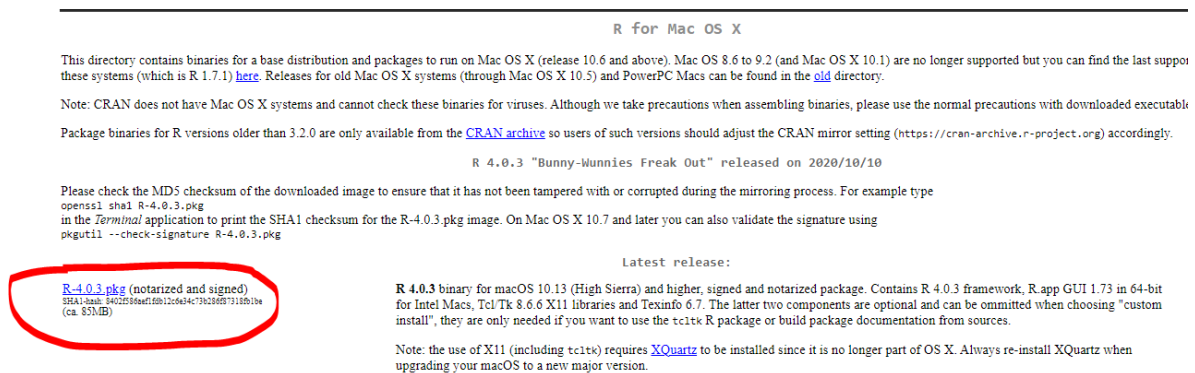 R for Mac OS X
This directory contains binaries for a base distribution and packages to run on Mac OS X (release 10.6 and above). Mac OS 8.6 to 9.2 (and Mac OS X 10.1) are no longer supported but you can find the last suppor
these systems (which is R 1.7.1) here. Releases for old Mac OS X systems (through Mac OS X 10.5) and PowerPC Macs can be found in the old directory.
Note: CRAN does not have Mac OS X systems and cannot check these binaries for viruses. Although we take precautions when assembling binaries, please use the normal precautions with downloaded executable
Package binaries for R versions older than 3.2.0 are only available from the CRAN archive so users of such versions should adjust the CRAN mirror setting (https://cran-archive.r-project.org) accordingly.
R 4.0.3 "Bunny-Wunnies Freak Out" released on 2020/10/10
Please check the MD5 checksum of the downloaded image to ensure that it has not been tampered with or corrupted during the mirroring process. For example type
openssl sha1 R-4.0.3.pkg
in the Terminal application to print the SHA1 checksum for the R-4.0.3.pkg image. On Mac OS X 10.7 and later you can also validate the signature using
pkgutil --check-signature R-4.0.3.pkg
Latest release:
R-4.0.3.pkg (notarized and signed)
SHA1-hash:
(ca. 85MB)
R 4.0.3 binary for macOS 10.13 (High Sierra) and higher, signed and notarized package. Contains R 4.0.3 framework, R.app GUI 1.73 in 64-bit
for Intel Macs, Tcl/Tk 8.6.6 X11 libraries and Texinfo 6.7. The latter two components are optional and can be ommitted when choosing "custom
install", they are only needed if you want to use the tcltk R package or build package documentation from sources.
Note: the use of X11 (including tcltk) requires XQuartz to be installed since it is no longer part of OS X. Always re-install XQuartz when
upgrading your macOS to a new major version.